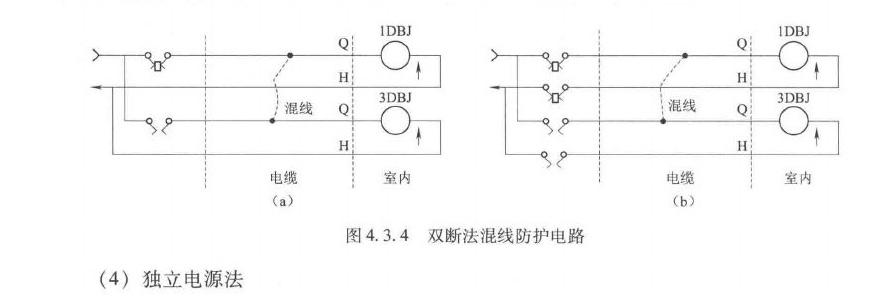 1DBJ 1DBJ
Q Q
H H
3DBJ 3DBJ
混线 Q 混线 Q
H H
电缆 室内 电缆 室内
(a) (b)
图 4.3.4 双断法混线防护电路
(4) 独立电源法